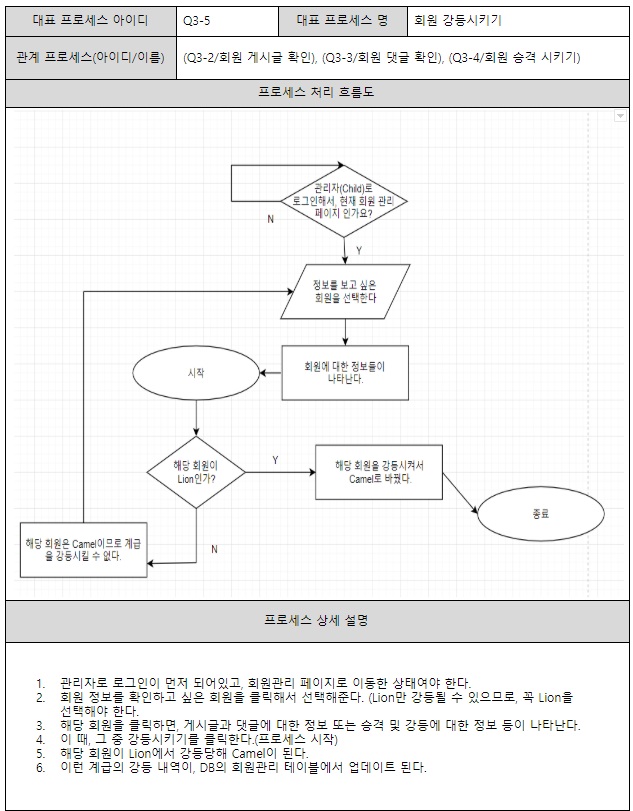 대표 프로세스 아이디 Q3-5 대표 프로세스 명 회원 강등시키기
관계 프로세스(아이디/이름) (Q3-2/회원 게시글 확인), (Q3-3/회원 댓글 확인), (Q3-4/회원 승격 시키기)
프로세스 처리 흐름도
관리자(Child)로
로그인해서, 현재 회원 관리
페이지 인가요?
N
Y
정보를 보고 싶은
회원을 선택한다
회원에 대한 정보들이
나타난다.
시작
해당 회원이
Lion인가?
Y
해당 회원을 강등시켜서
Camel로 바꿨다.
종료
N
해당 회원은 Camel이므로 계급
을 강등시킬 수 없다.
프로세스 상세 설명
1. 관리자로 로그인이 먼저 되어있고, 회원관리 페이지로 이동한 상태여야 한다.
2. 회원 정보를 확인하고 싶은 회원을 클릭해서 선택해준다. (Lion만 강등될 수 있으므로, 꼭 Lion을
선택해야 한다.
3. 해당 회원을 클릭하면, 게시글과 댓글에 대한 정보 또는 승격 및 강등에 대한 정보 등이 나타난다.
4. 이 때, 그 중 강등시키기를 클릭한다.(프로세스 시작)
5. 해당 회원이 Lion에서 강등당해 Camel이 된다.
6. 이런 계급의 강등 내역이, DB의 회원관리 테이블에서 업데이트 된다.